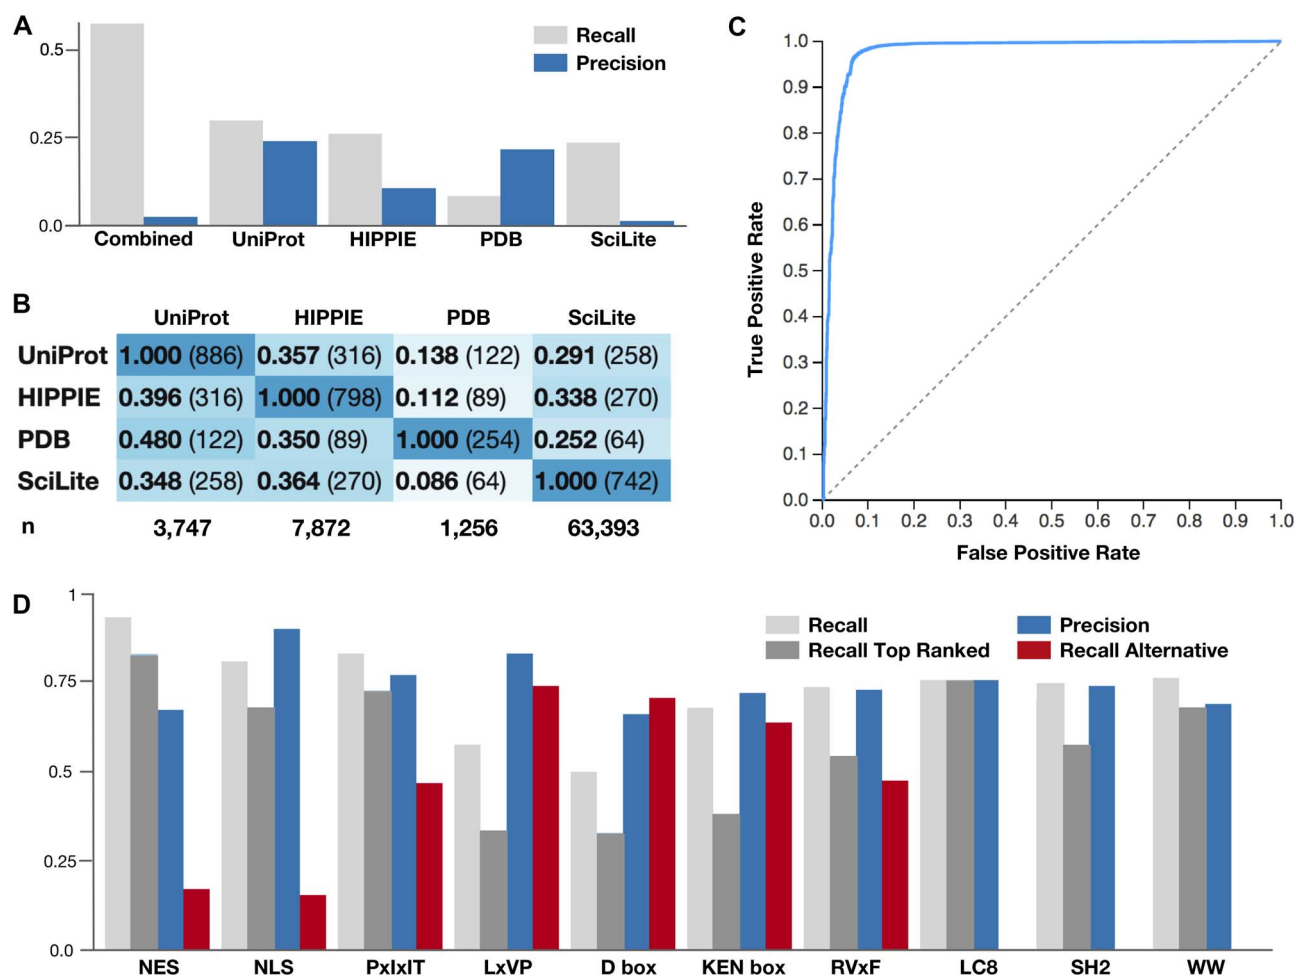 A
0.5
0.25
0.0
Recall
Precision
Combined UniProt HIPPIE PDB SciLite
B
UniProt HIPPIE PDB SciLite
UniProt 1.000 (886) 0.357 (316) 0.138 (122) 0.291 (258)
HIPPIE 0.396 (316) 1.000 (798) 0.112 (89) 0.338 (270)
PDB 0.480 (122) 0.350 (89) 1.000 (254) 0.252 (64)
SciLite 0.348 (258) 0.364 (270) 0.086 (64) 1.000 (742)
n 3,747 7,872 1,256 63,393
C
True Positive Rate
1.0
0.9
0.8
0.7
0.6
0.5
0.4
0.3
0.2
0.1
0.0
0.0 0.1 0.2 0.3 0.4 0.5 0.6 0.7 0.8 0.9 1.0
False Positive Rate
D
1
0.75
0.5
0.25
0.0
Recall Precision
Recall Top Ranked Recall Alternative
NES NLS PxIxIT LxVP D box KEN box RVxF LC8 SH2 WW